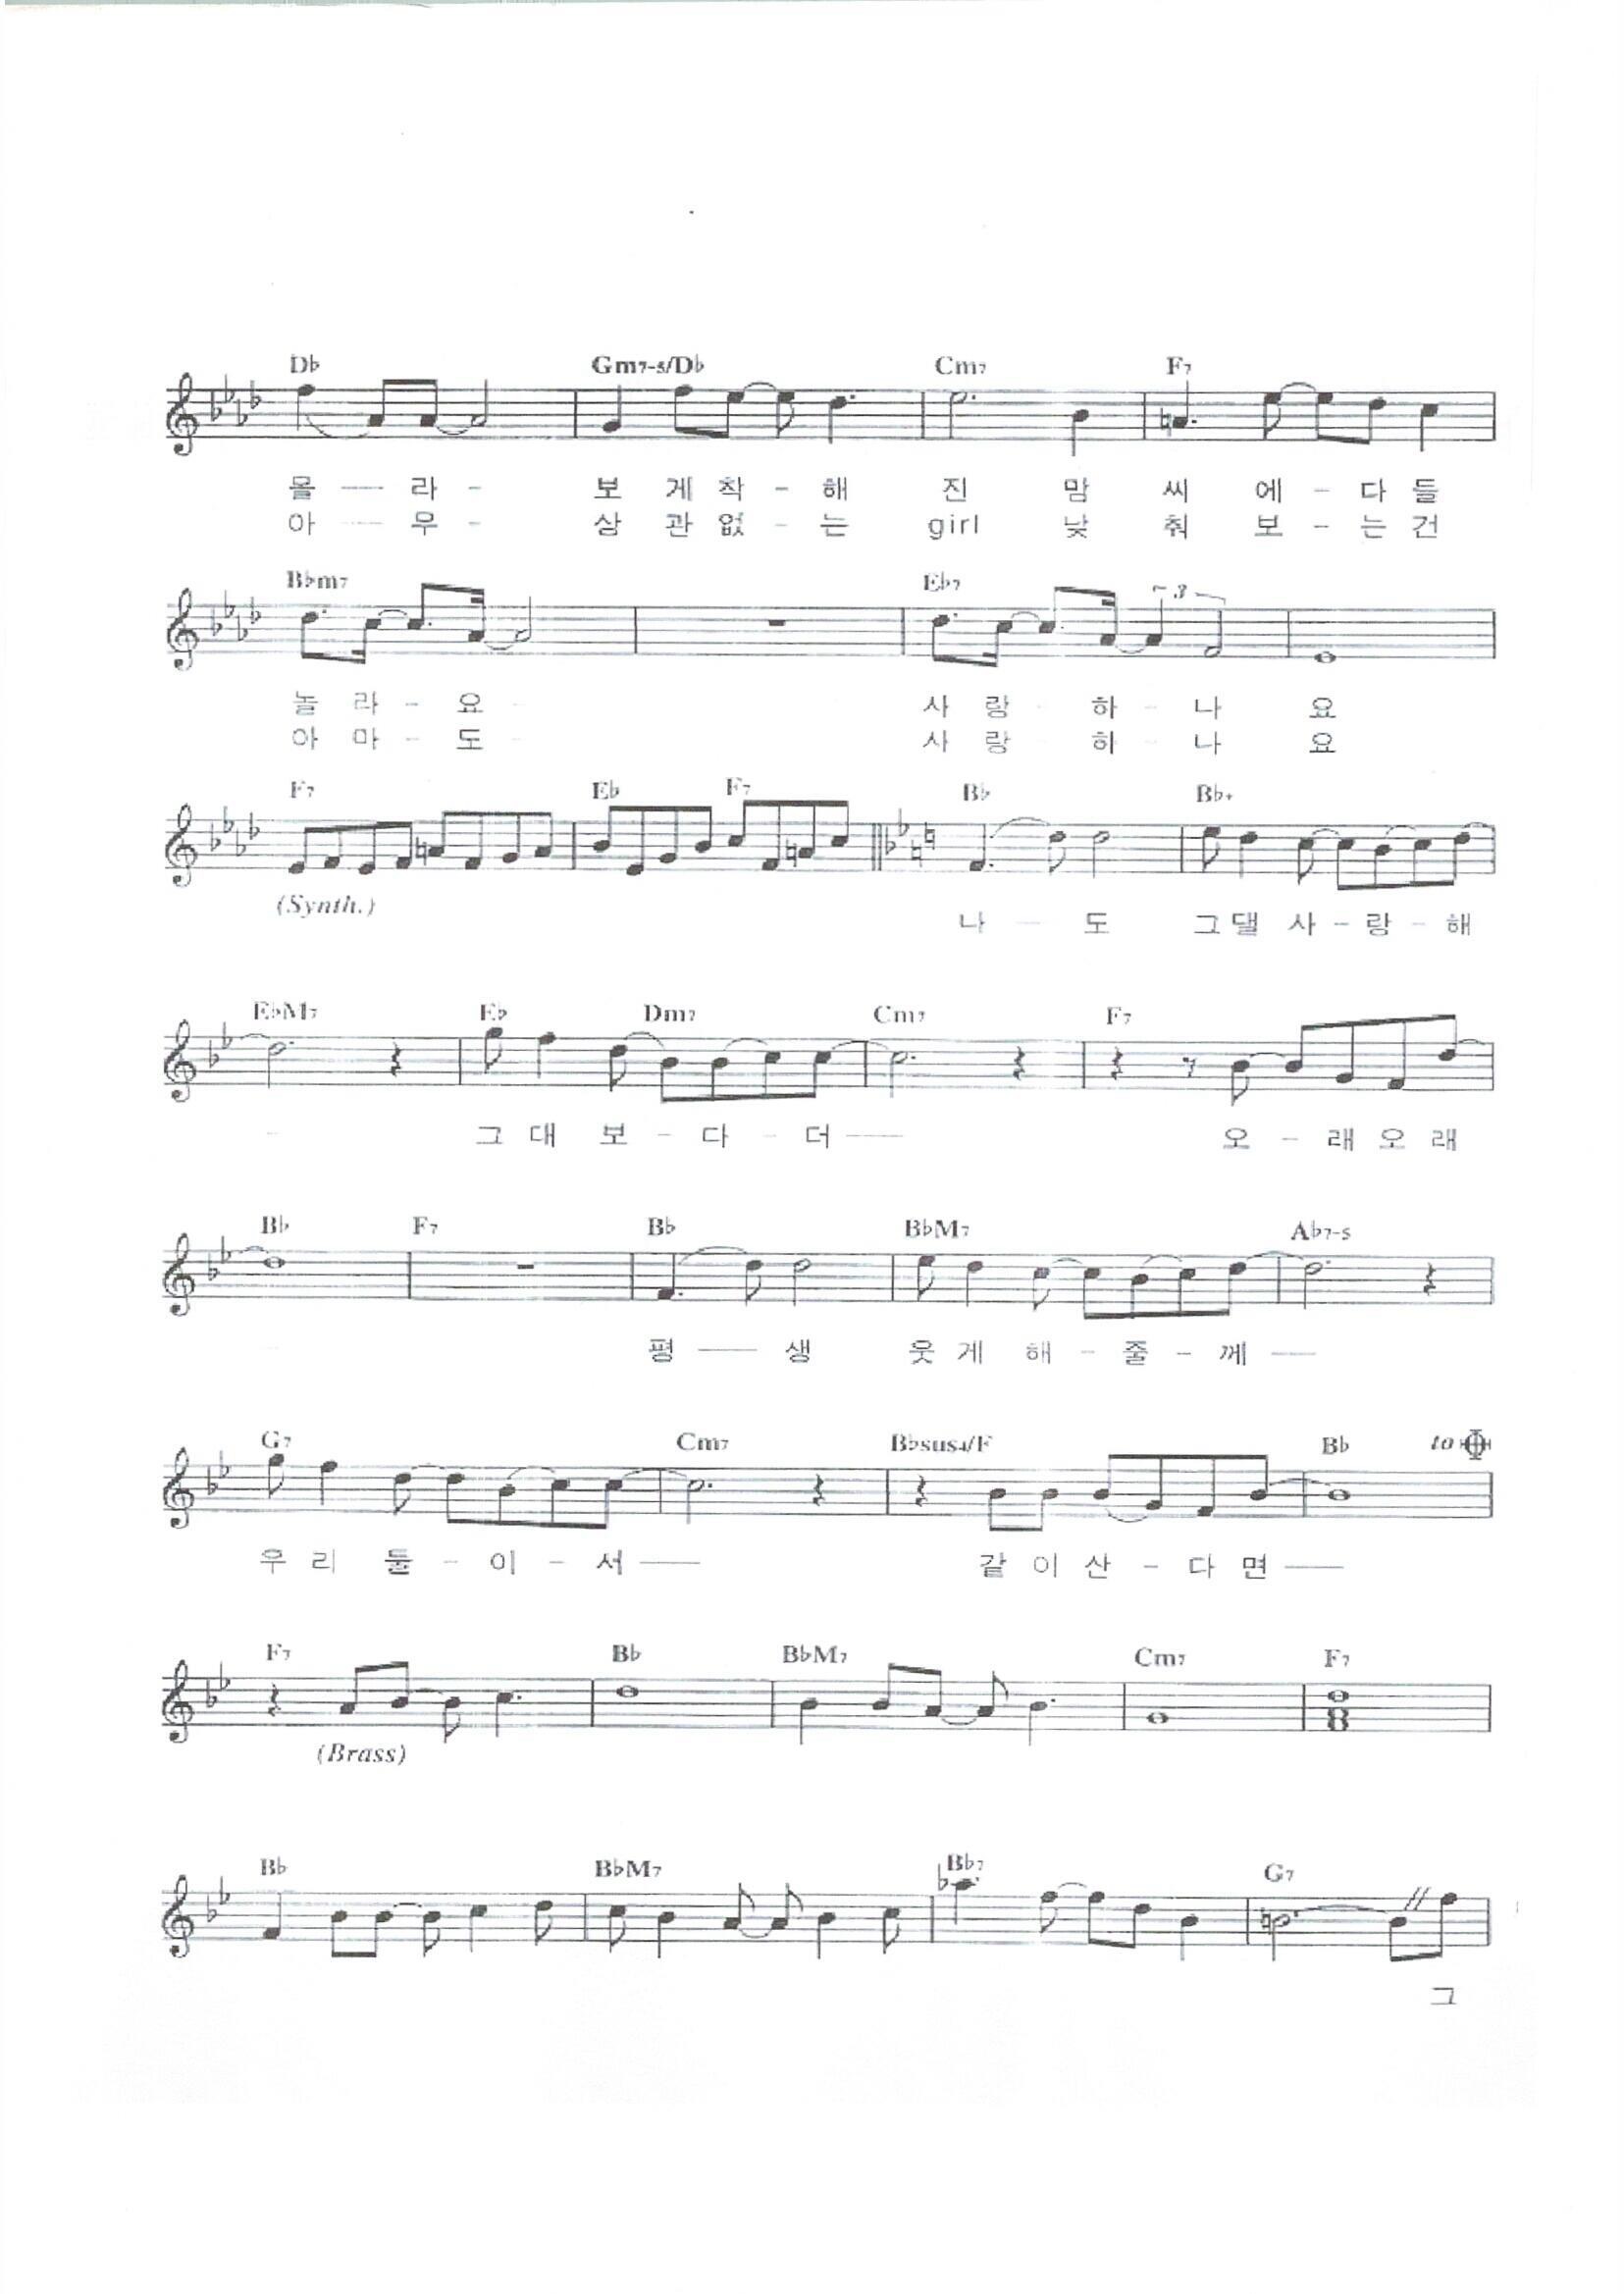 D♭ Gm7-5/D♭ Cm7 F7
몰 — 라 - 보 게 착 - 해 진 맘 씨 에 - 다 들
아 — 우 - 상 관 없 - 는 girl 낮 춰 보 - 는 건
B♭m7 E♭7
3
놀 라 - 요 - 사 랑 - 하 - 나 요
아 마 - 도 - 사 랑 - 하 - 나 요
F7 E♭ F7 B♭ B♭+
(Synth.)
나 — 도 그댈 사 - 랑 - 해
E♭M7 E♭ Dm7 Cm7 F7
- 그 대 보 - 다 - 더 — 오 - 래 오 래
B♭ F7 B♭ B♭M7 A♭7-5
- 평 — 생 웃 게 해 - 줄 - 께 —
G7 Cm7 B♭sus4/F B♭ to
우 리 둘 - 이 - 서 — 같 이 산 - 다 면 —
F7 B♭ B♭M7 Cm7 F7
(Brass)
B♭ B♭M7 B♭7 G7
그